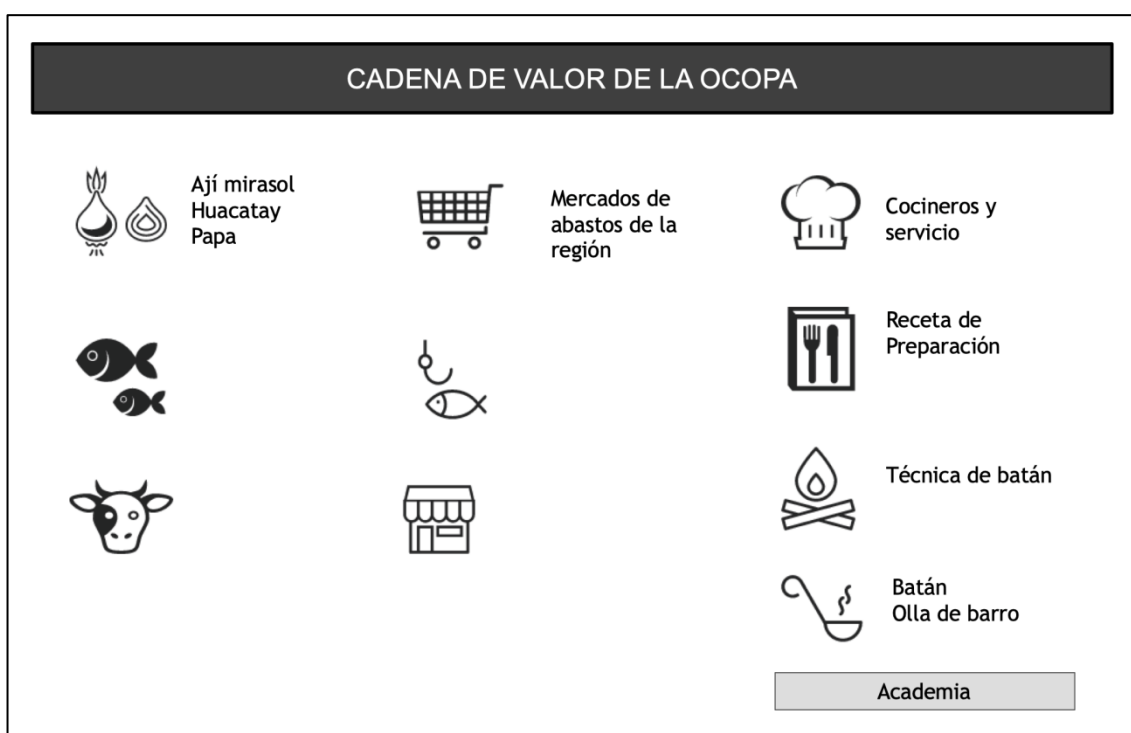 CADENA DE VALOR DE LA OCOPA
Ají mirasol
Huacatay
Papa
Mercados de
abastos de la
región
Cocineros y
servicio
Receta de
Preparación
Técnica de batán
Batán
Olla de barro
Academia